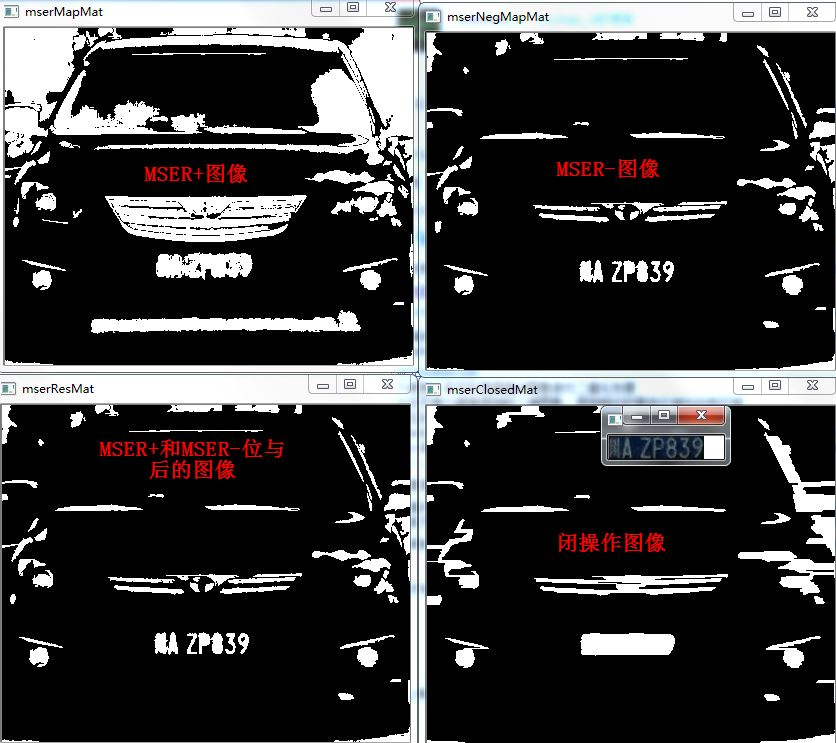 mserMapMat
MSER+图像
A ZP839
mserNegMapMat
MSER-图像
A ZP839
mserResMat
MSER+和MSER-位与
后的图像
A ZP839
mserClosedMat
A ZP839
闭操作图像